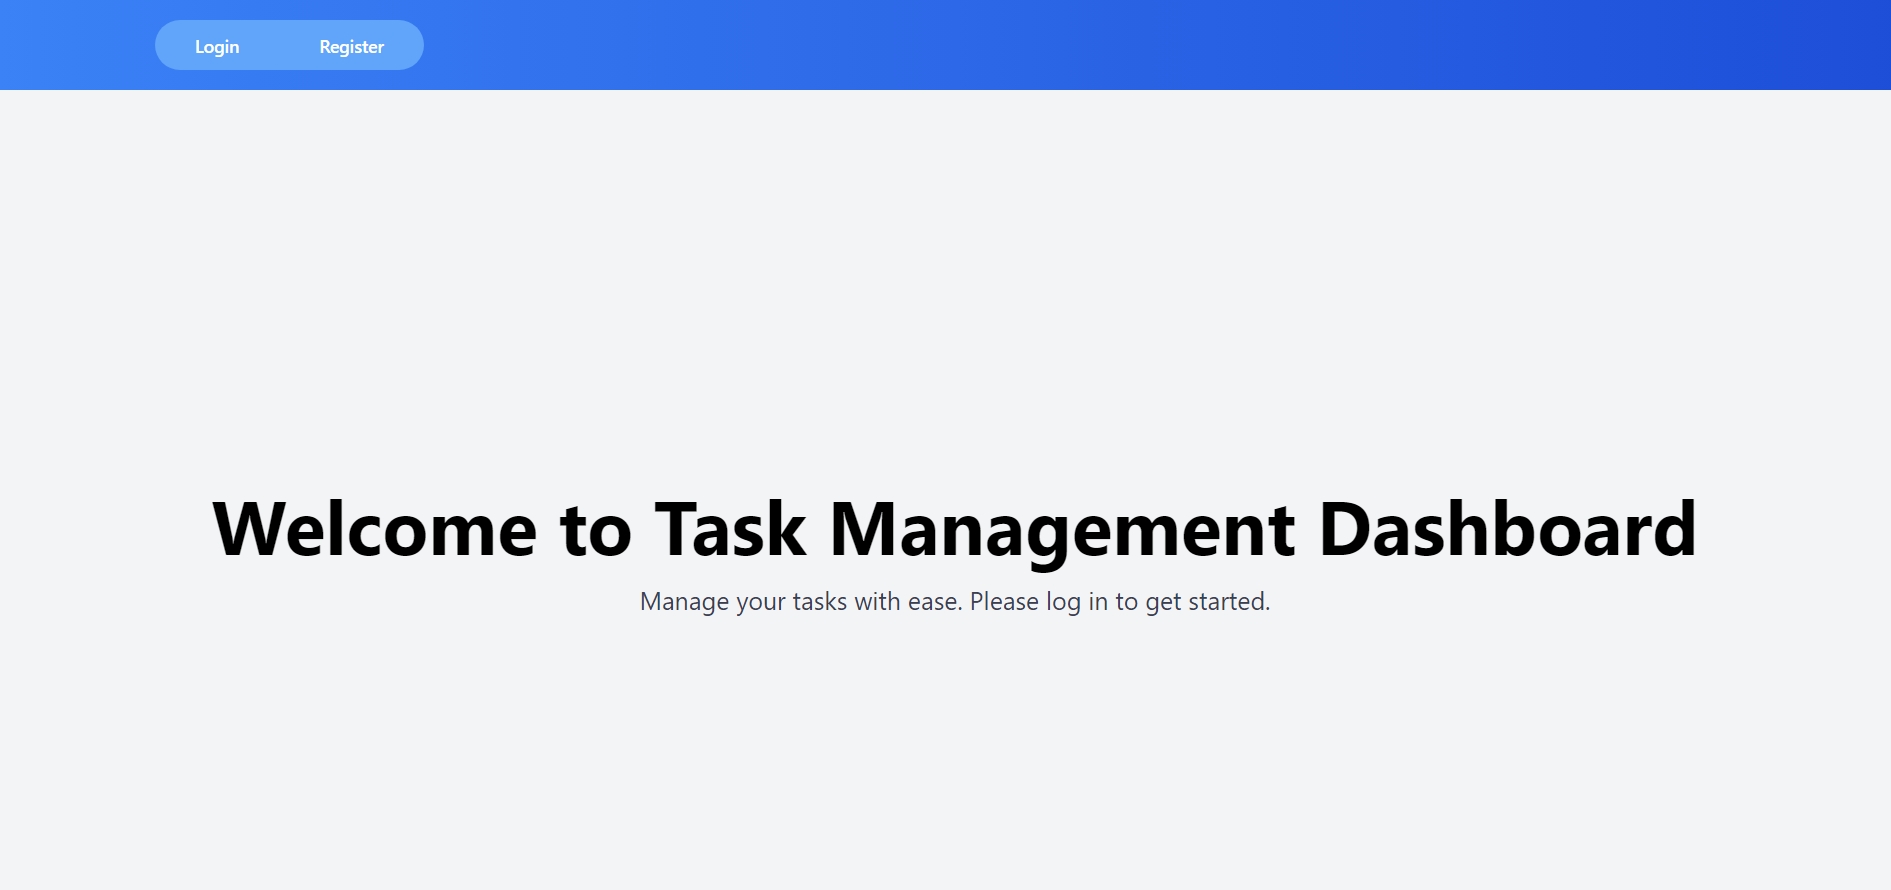 Login Register
Welcome to Task Management Dashboard
Manage your tasks with ease. Please log in to get started.